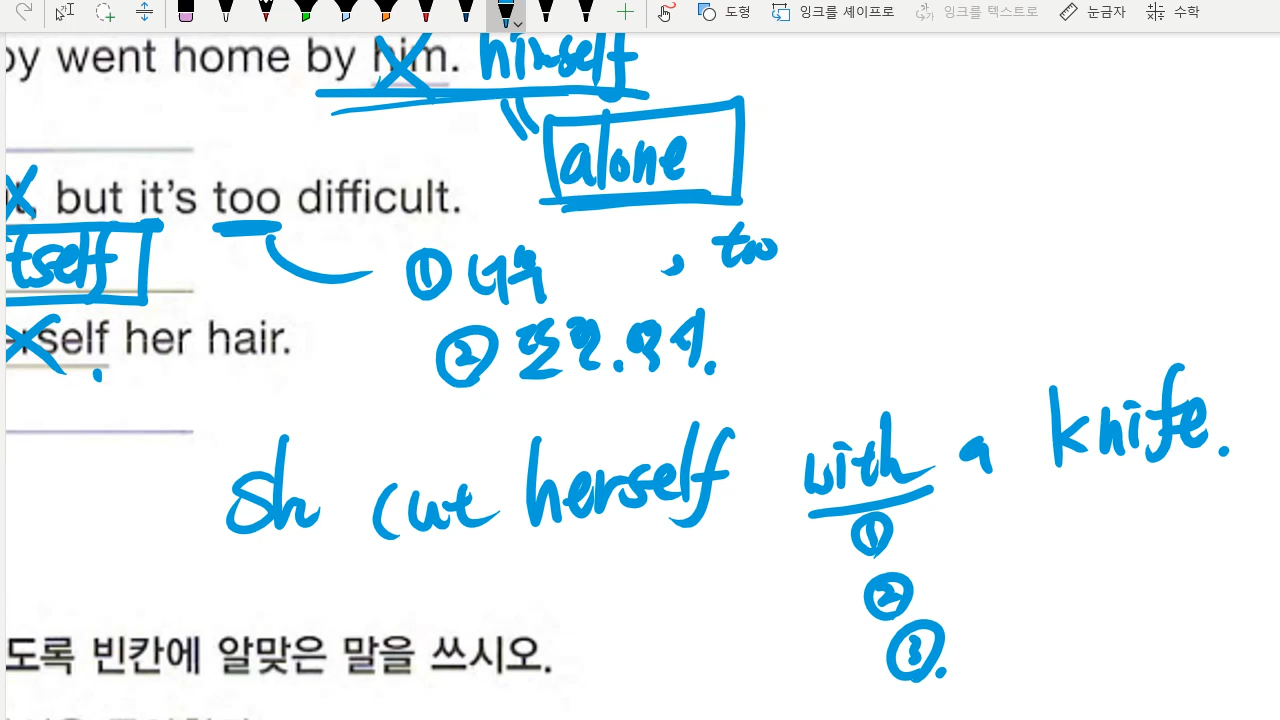 도형 잉크를 셰이프로 잉크를 텍스트로 눈금자 수학
oy went home by him. himself
alone
, but it's too difficult.
tself
① 너무 , too
② 또한. 역시.
rself her hair.
She cut herself with a knife.
①
②
③.
도록 빈칸에 알맞은 말을 쓰시오.